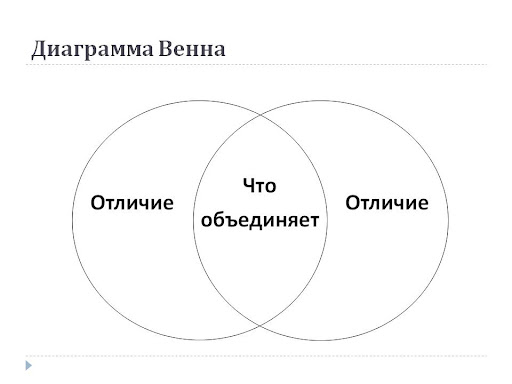 Диаграмма Венна
Отличие
Что
объединяет
Отличие